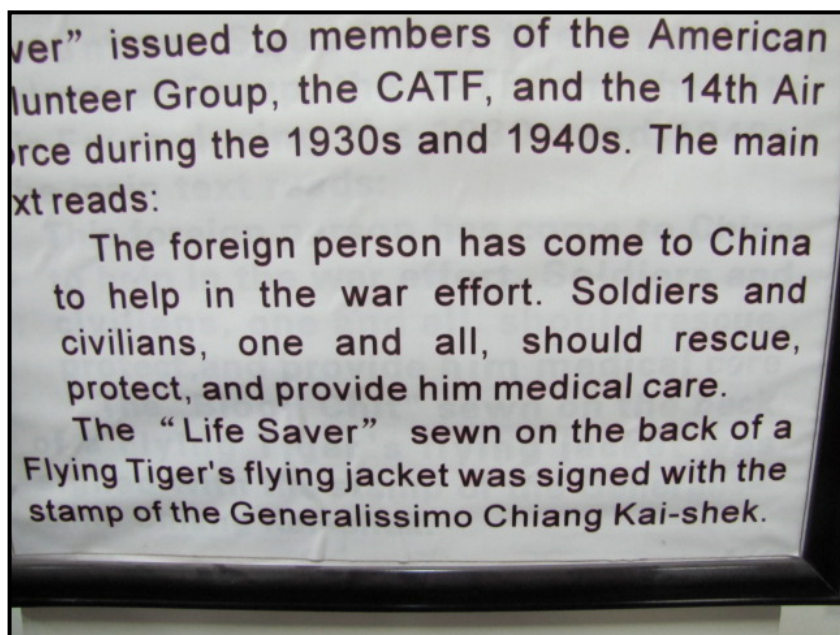 ver” issued to members of the American
lunteer Group, the CATF, and the 14th Air
orce during the 1930s and 1940s. The main
xt reads:
The foreign person has come to China
to help in the war effort. Soldiers and
civilians, one and all, should rescue,
protect, and provide him medical care.
The “Life Saver” sewn on the back of a
Flying Tiger's flying jacket was signed with the
stamp of the Generalissimo Chiang Kai-shek.